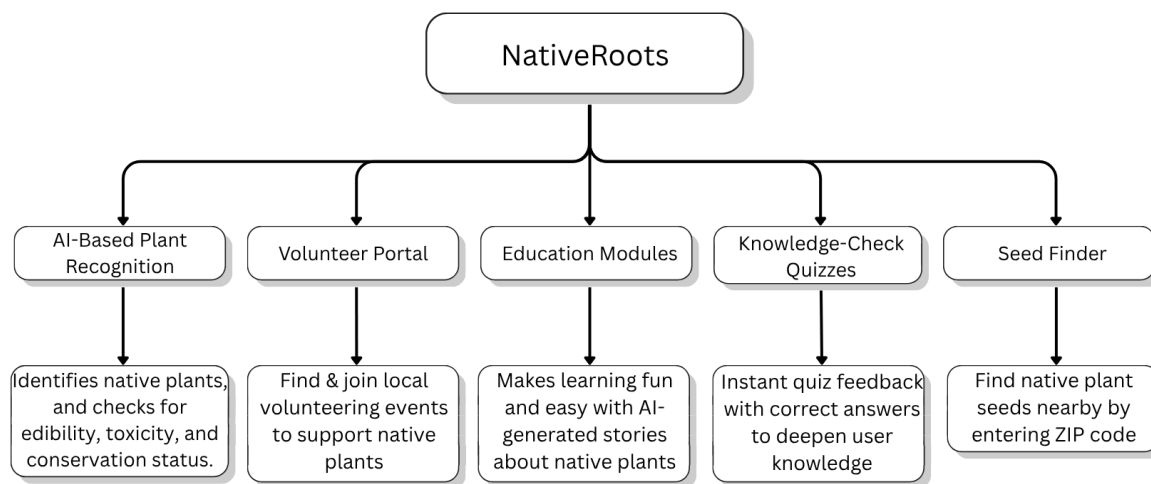 NativeRoots
AI-Based Plant
Recognition
Volunteer Portal
Education Modules
Knowledge-Check
Quizzes
Seed Finder
Identifies native plants,
and checks for
edibility, toxicity, and
conservation status.
Find & join local
volunteering events
to support native
plants
Makes learning fun
and easy with AI-
generated stories
about native plants
Instant quiz feedback
with correct answers
to deepen user
knowledge
Find native plant
seeds nearby by
entering ZIP code